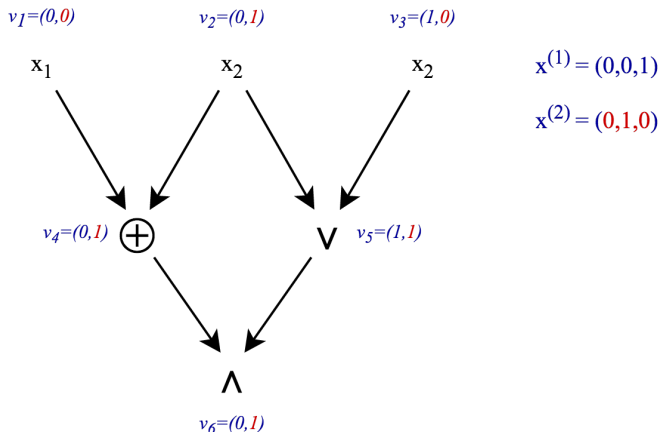 v1=(0,0) v2=(0,1) v3=(1,0)
x1 x2 x2 x(1) = (0,0,1)
x(2) = (0,1,0)
v4=(0,1) ⊕ ∨ v5=(1,1)
∧
v6=(0,1)